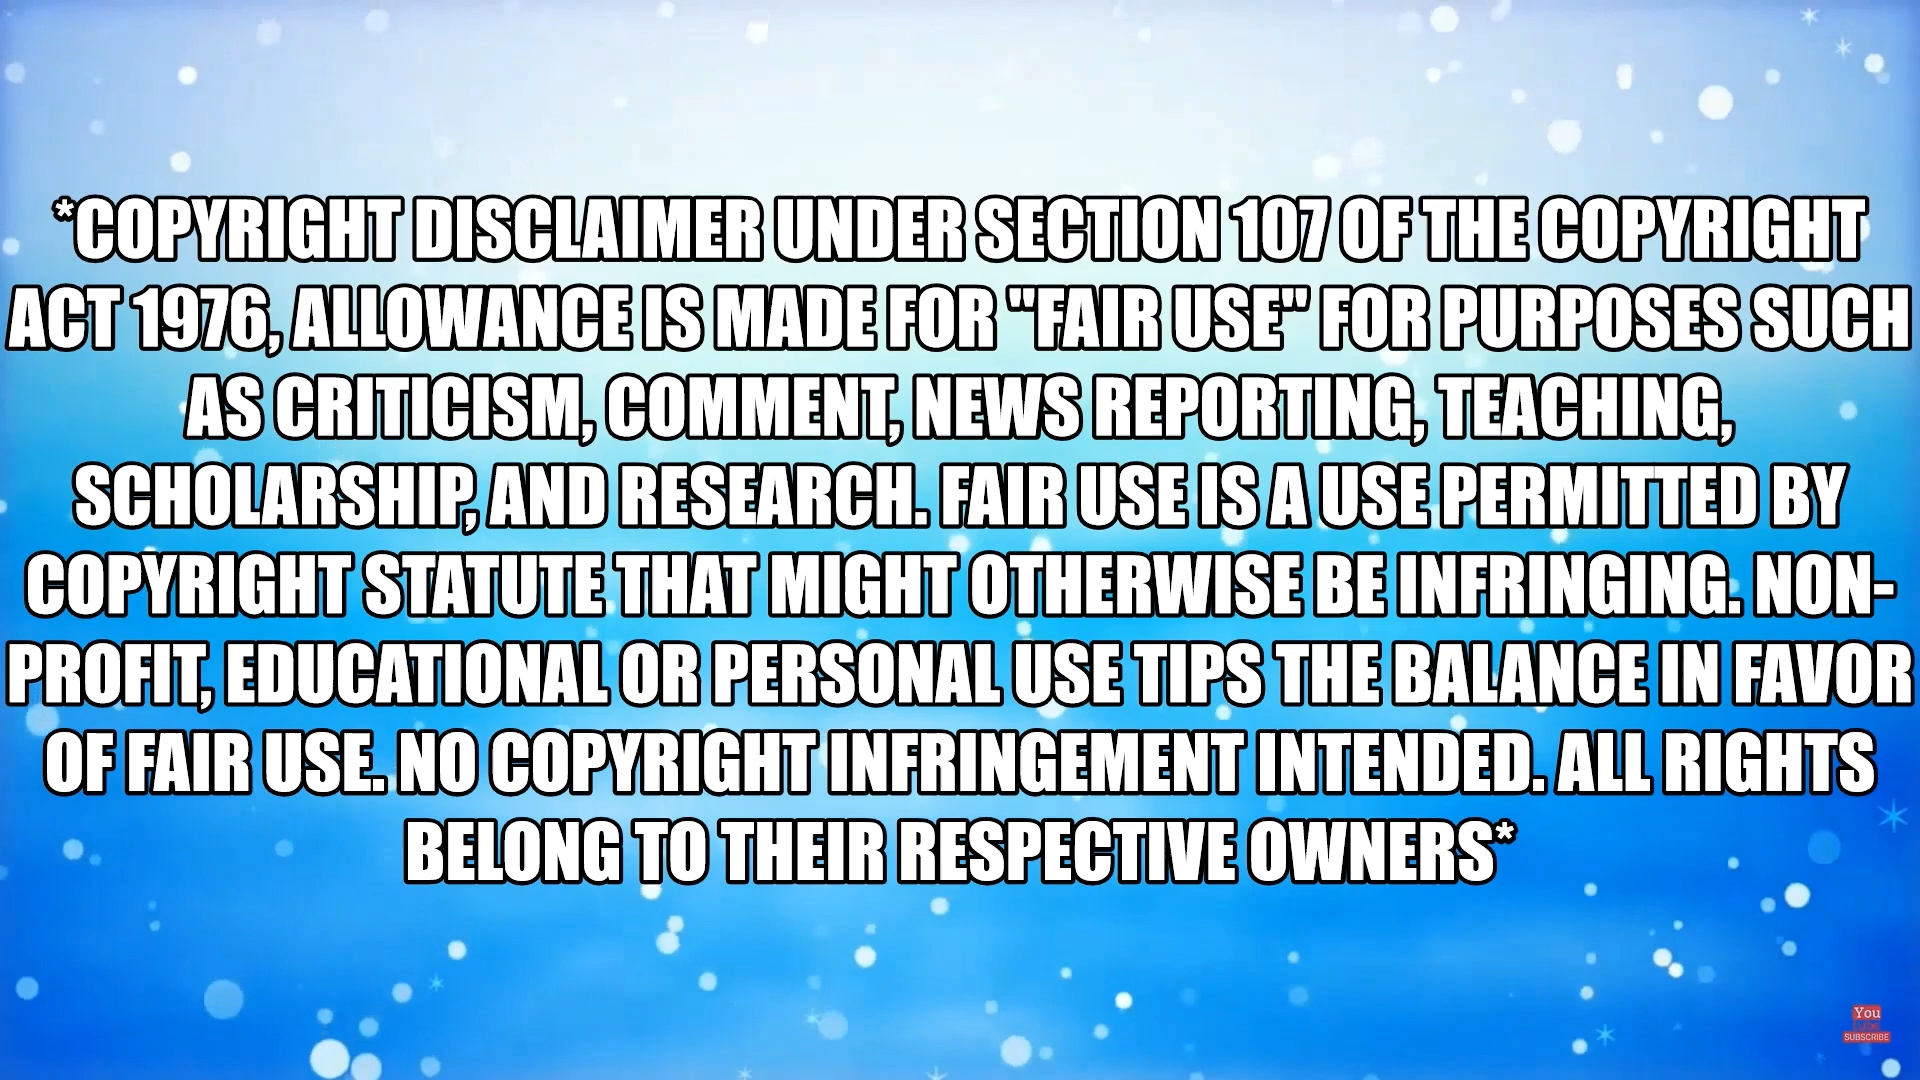 *COPYRIGHT DISCLAIMER UNDER SECTION 107 OF THE COPYRIGHT
ACT 1976, ALLOWANCE IS MADE FOR "FAIR USE" FOR PURPOSES SUCH
AS CRITICISM, COMMENT, NEWS REPORTING, TEACHING,
SCHOLARSHIP, AND RESEARCH. FAIR USE IS A USE PERMITTED BY
COPYRIGHT STATUTE THAT MIGHT OTHERWISE BE INFRINGING. NON-
PROFIT, EDUCATIONAL OR PERSONAL USE TIPS THE BALANCE IN FAVOR
OF FAIR USE. NO COPYRIGHT INFRINGEMENT INTENDED. ALL RIGHTS
BELONG TO THEIR RESPECTIVE OWNERS*
You
SUBSCRIBE